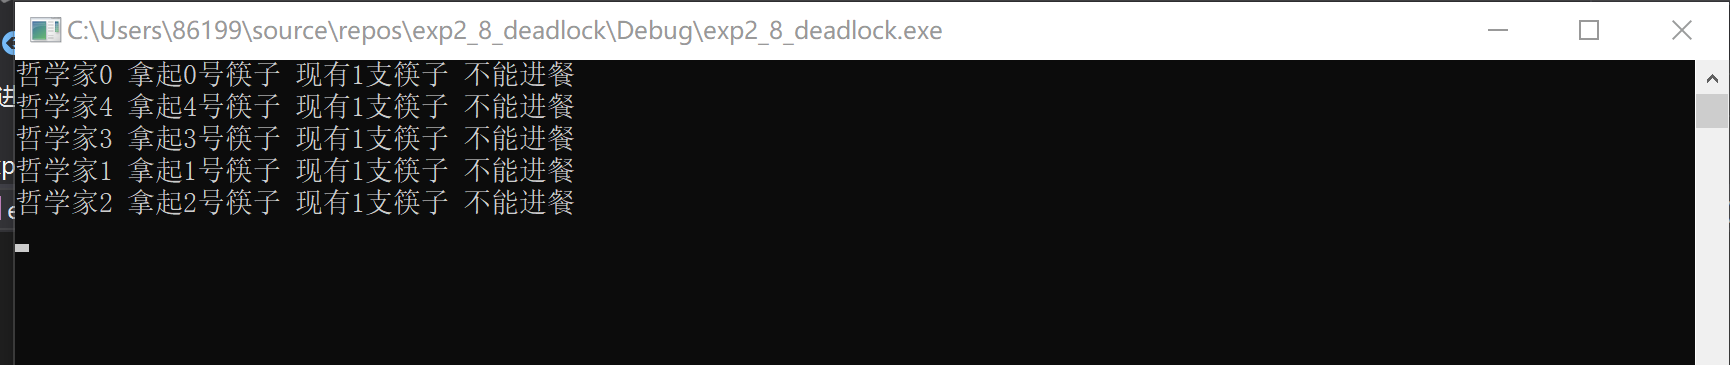 C:\Users\86199\source\repos\exp2_8_deadlock\Debug\exp2_8_deadlock.exe
哲学家0 拿起0号筷子 现有1支筷子 不能进餐
进
哲学家4 拿起4号筷子 现有1支筷子 不能进餐
哲学家3 拿起3号筷子 现有1支筷子 不能进餐
xp
哲学家1 拿起1号筷子 现有1支筷子 不能进餐
e
哲学家2 拿起2号筷子 现有1支筷子 不能进餐